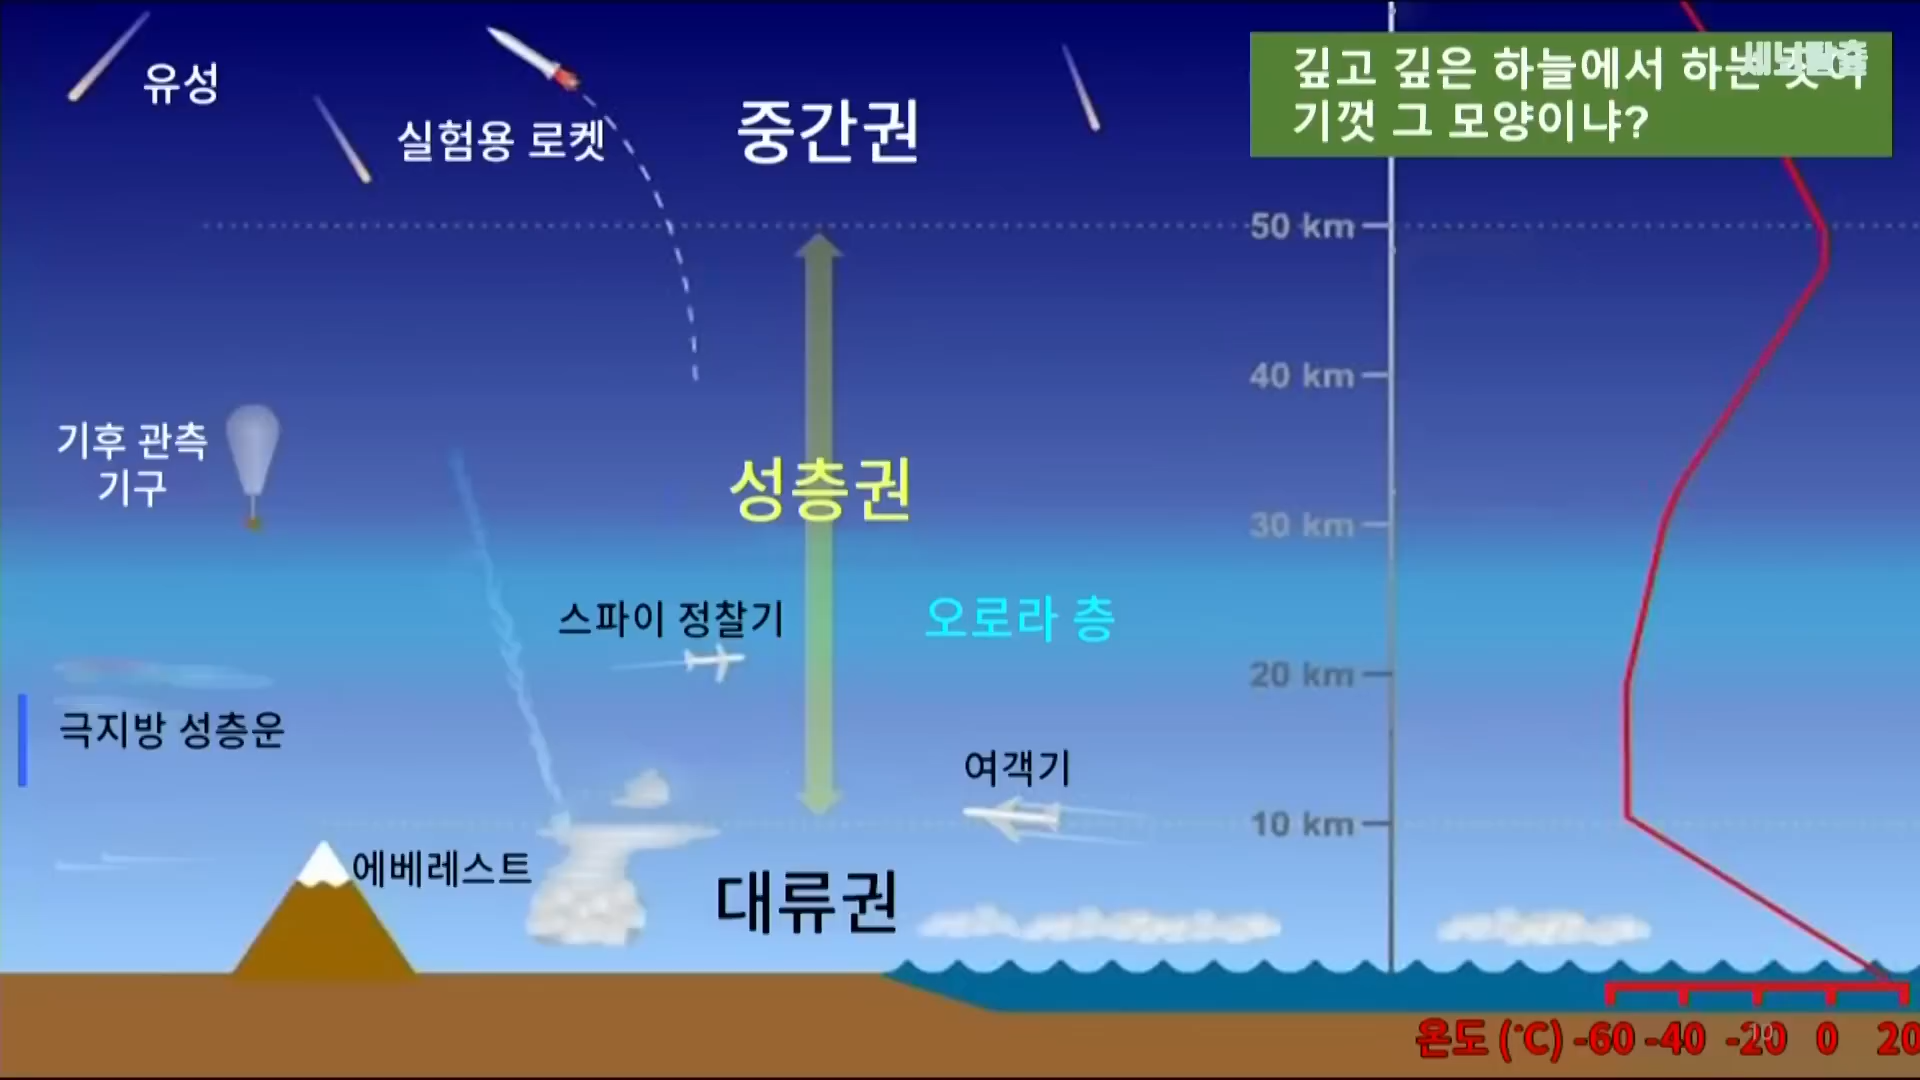 유성
실험용 로켓
중간권
깊고 깊은 하늘에서 하는
기껏 그 모양이냐?
50 km
40 km
기후 관측
기구
성층권
30 km
스파이 정찰기
오로라 층
20 km
극지방 성층운
여객기
10 km
에베레스트
대류권
온도 (℃) -60 -40 -20 0 20